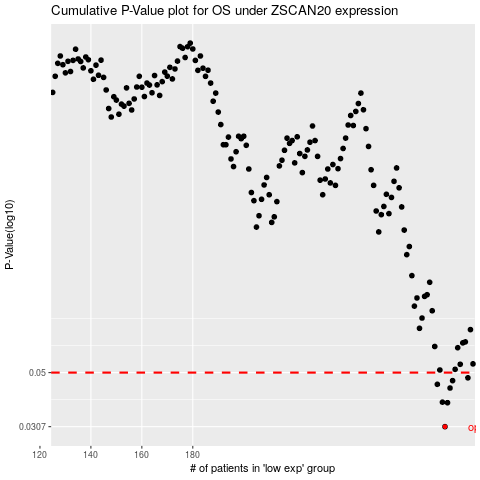 Cumulative P-Value plot for OS under ZSCAN20 expression
P-Value(log10)
0.05
0.0307
op
120 140 160 180
# of patients in 'low exp' group